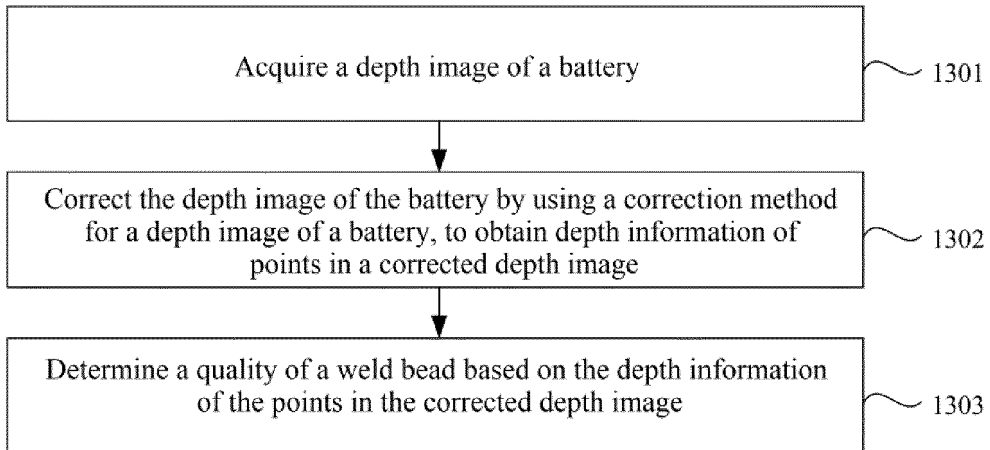 Acquire a depth image of a battery
1301
Correct the depth image of the battery by using a correction method
for a depth image of a battery, to obtain depth information of
points in a corrected depth image
1302
Determine a quality of a weld bead based on the depth information
of the points in the corrected depth image
1303